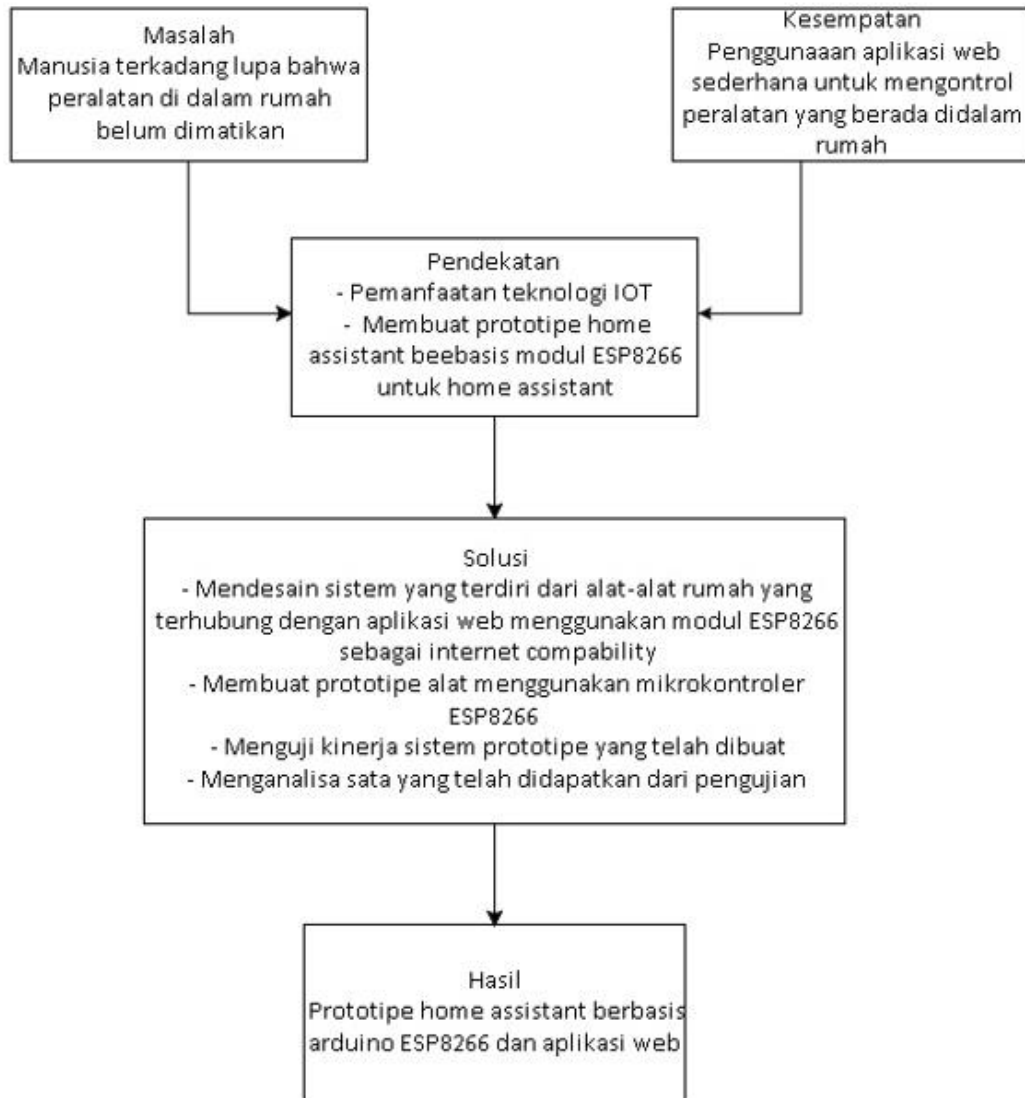 Masalah
Manusia terkadang lupa bahwa
peralatan di dalam rumah
belum dimatikan
Kesempatan
Penggunaaan aplikasi web
sederhana untuk mengontrol
peralatan yang berada didalam
rumah
Pendekatan
- Pemanfaatan teknologi IOT
- Membuat prototipe home
assistant beebasis modul ESP8266
untuk home assistant
Solusi
- Mendesain sistem yang terdiri dari alat-alat rumah yang
terhubung dengan aplikasi web menggunakan modul ESP8266
sebagai internet compability
- Membuat prototipe alat menggunakan mikrokontroler
ESP8266
- Menguji kinerja sistem prototipe yang telah dibuat
- Menganalisa sata yang telah didapatkan dari pengujian
Hasil
Prototipe home assistant berbasis
arduino ESP8266 dan aplikasi web